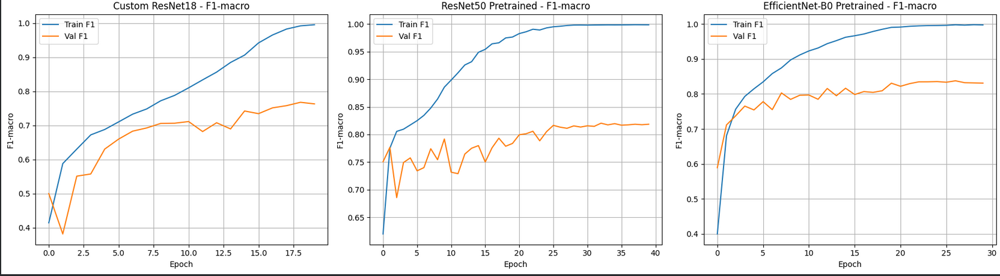 Custom ResNet18 - F1-macro
Train F1
Val F1
1.0
0.9
0.8
0.7
0.6
0.5
0.4
F1-macro
0.0 2.5 5.0 7.5 10.0 12.5 15.0 17.5
Epoch
ResNet50 Pretrained - F1-macro
Train F1
Val F1
1.00
0.95
0.90
0.85
0.80
0.75
0.70
0.65
F1-macro
0 5 10 15 20 25 30 35 40
Epoch
EfficientNet-B0 Pretrained - F1-macro
Train F1
Val F1
1.0
0.9
0.8
0.7
0.6
0.5
0.4
F1-macro
0 5 10 15 20 25 30
Epoch